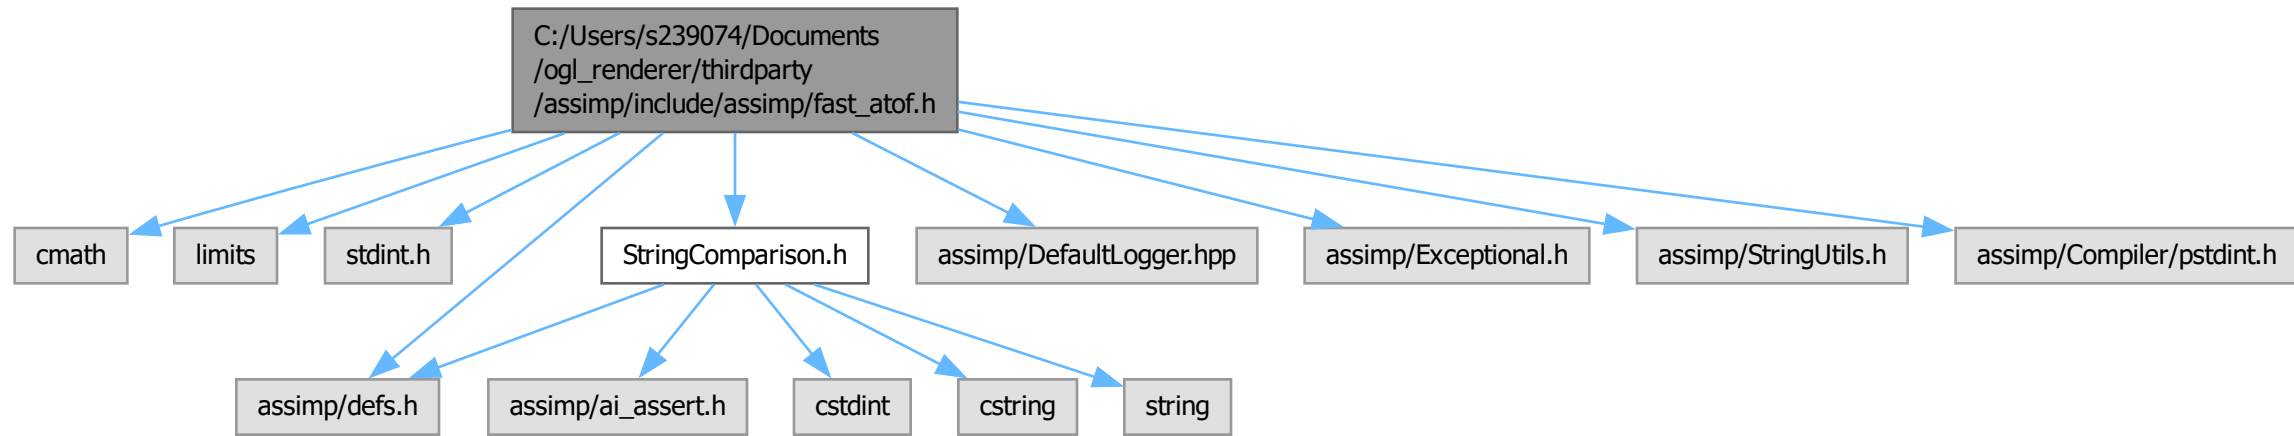 C:/Users/s239074/Documents
/ogl_renderer/thirdparty
/assimp/include/assimp/fast_atof.h
cmath
limits
stdint.h
StringComparison.h
assimp/DefaultLogger.hpp
assimp/Exceptional.h
assimp/StringUtils.h
assimp/Compiler/pstdint.h
assimp/defs.h
assimp/ai_assert.h
cstdint
cstring
string